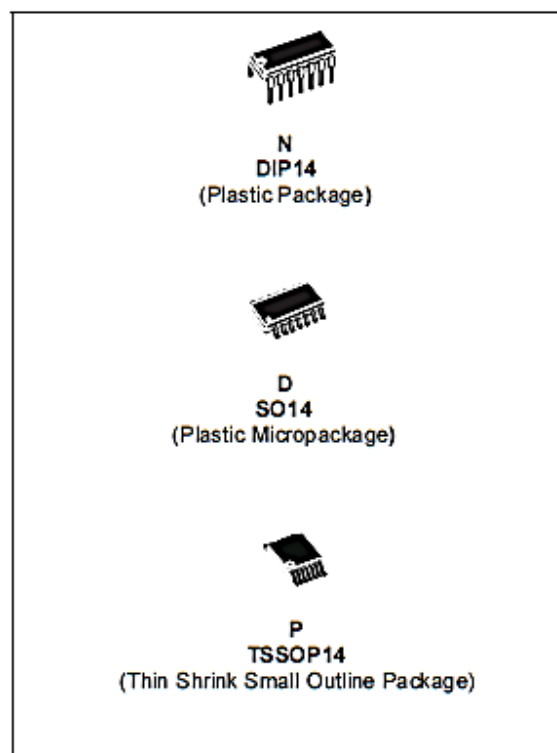 N
DIP14
(Plastic Package)
D
SO14
(Plastic Micropackage)
P
TSSOP14
(Thin Shrink Small Outline Package)